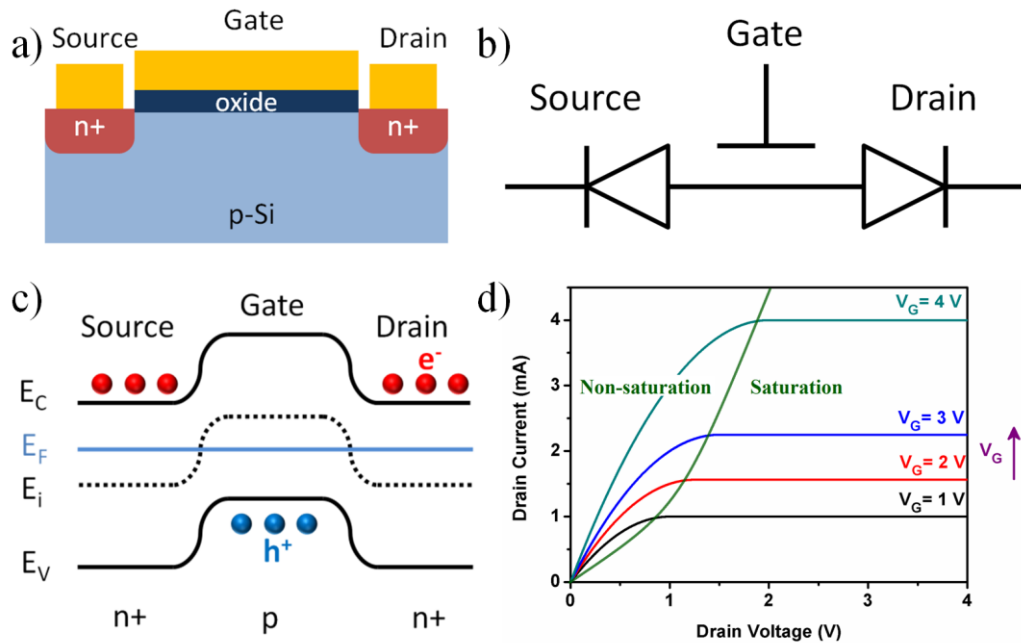 a)
Source
Gate
Drain
oxide
n+
n+
p-Si
b)
Gate
Source
Drain
c)
Gate
Source
Drain
e-
E_C
E_F
E_i
E_V
h+
n+
p
n+
d)
Drain Current (mA)
4
3
2
1
0
V_G= 4 V
Non-saturation
Saturation
V_G= 3 V
V_G= 2 V
V_G= 1 V
V_G
0
1
2
3
4
Drain Voltage (V)